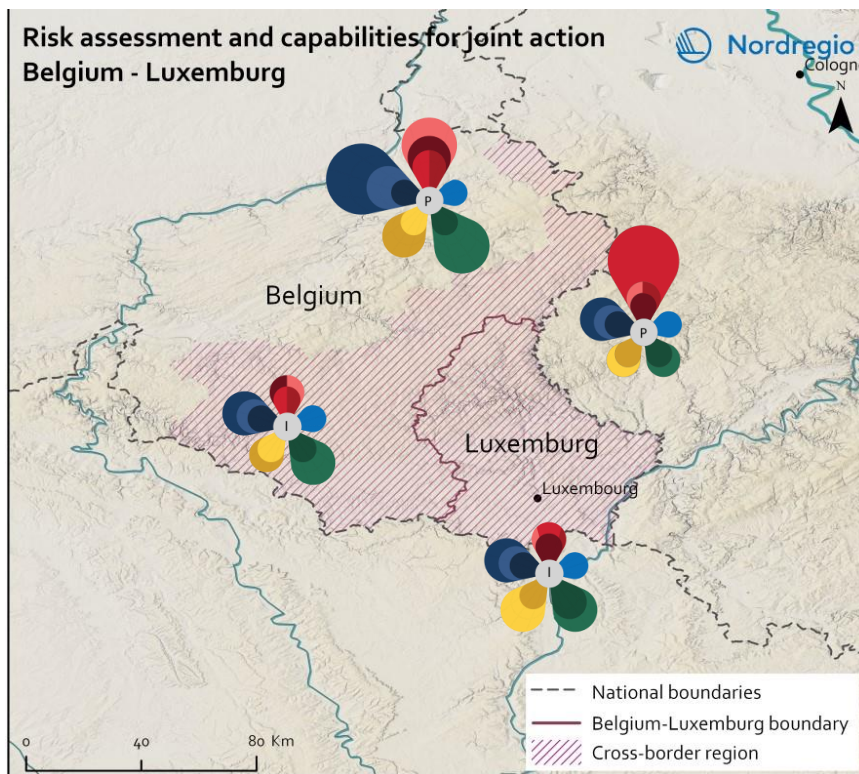 Risk assessment and capabilities for joint action
Belgium - Luxemburg
Nordregio
Cologne
N
P
Belgium
P
I
Luxemburg
Luxembourg
I
National boundaries
Belgium-Luxemburg boundary
Cross-border region
0 40 80 Km